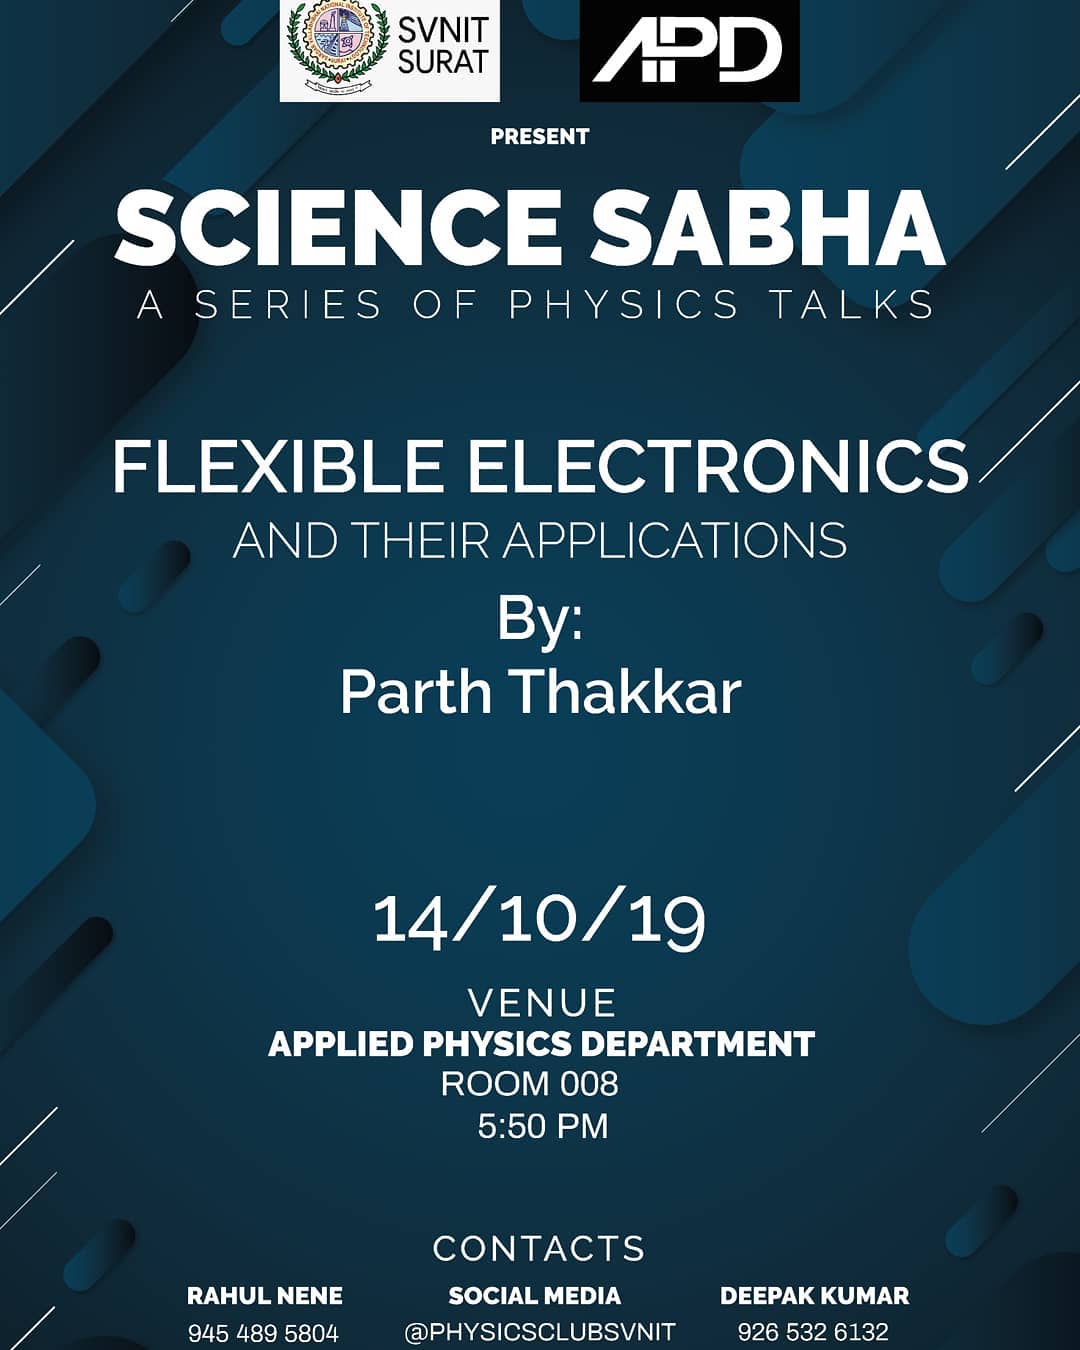 SVNIT
SURAT
APD
PRESENT
SCIENCE SABHA
A SERIES OF PHYSICS TALKS
FLEXIBLE ELECTRONICS
AND THEIR APPLICATIONS
By:
Parth Thakkar
14/10/19
VENUE
APPLIED PHYSICS DEPARTMENT
ROOM 008
5:50 PM
CONTACTS
RAHUL NENE
945 489 5804
SOCIAL MEDIA
@PHYSICSCLUBSVNIT
DEEPAK KUMAR
926 532 6132